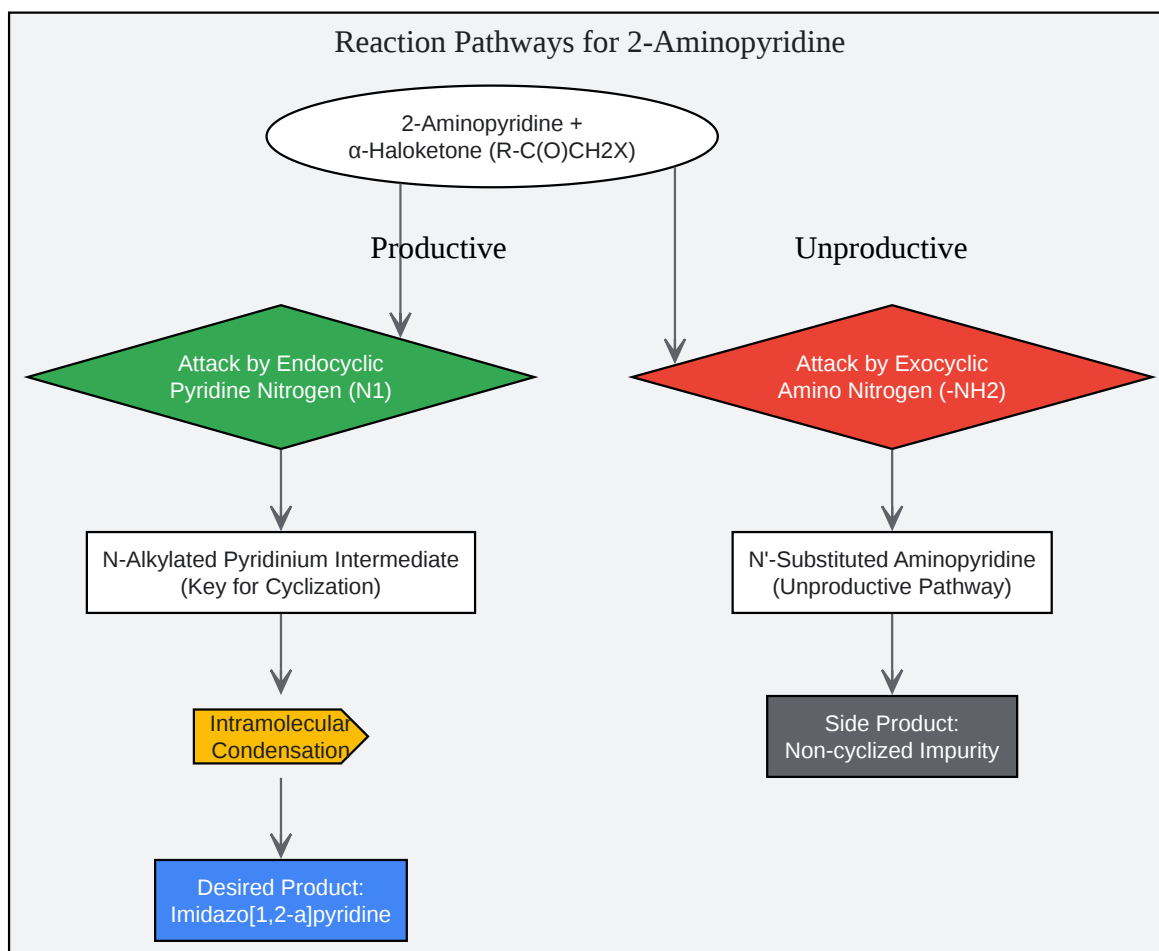 Reaction Pathways for 2-Aminopyridine
2-Aminopyridine +
α-Haloketone (R-C(O)CH2X)
Productive
Unproductive
Attack by Endocyclic
Pyridine Nitrogen (N1)
Attack by Exocyclic
Amino Nitrogen (-NH2)
N-Alkylated Pyridinium Intermediate
(Key for Cyclization)
N'-Substituted Aminopyridine
(Unproductive Pathway)
Intramolecular
Condensation
Side Product:
Non-cyclized Impurity
Desired Product:
Imidazo[1,2-a]pyridine